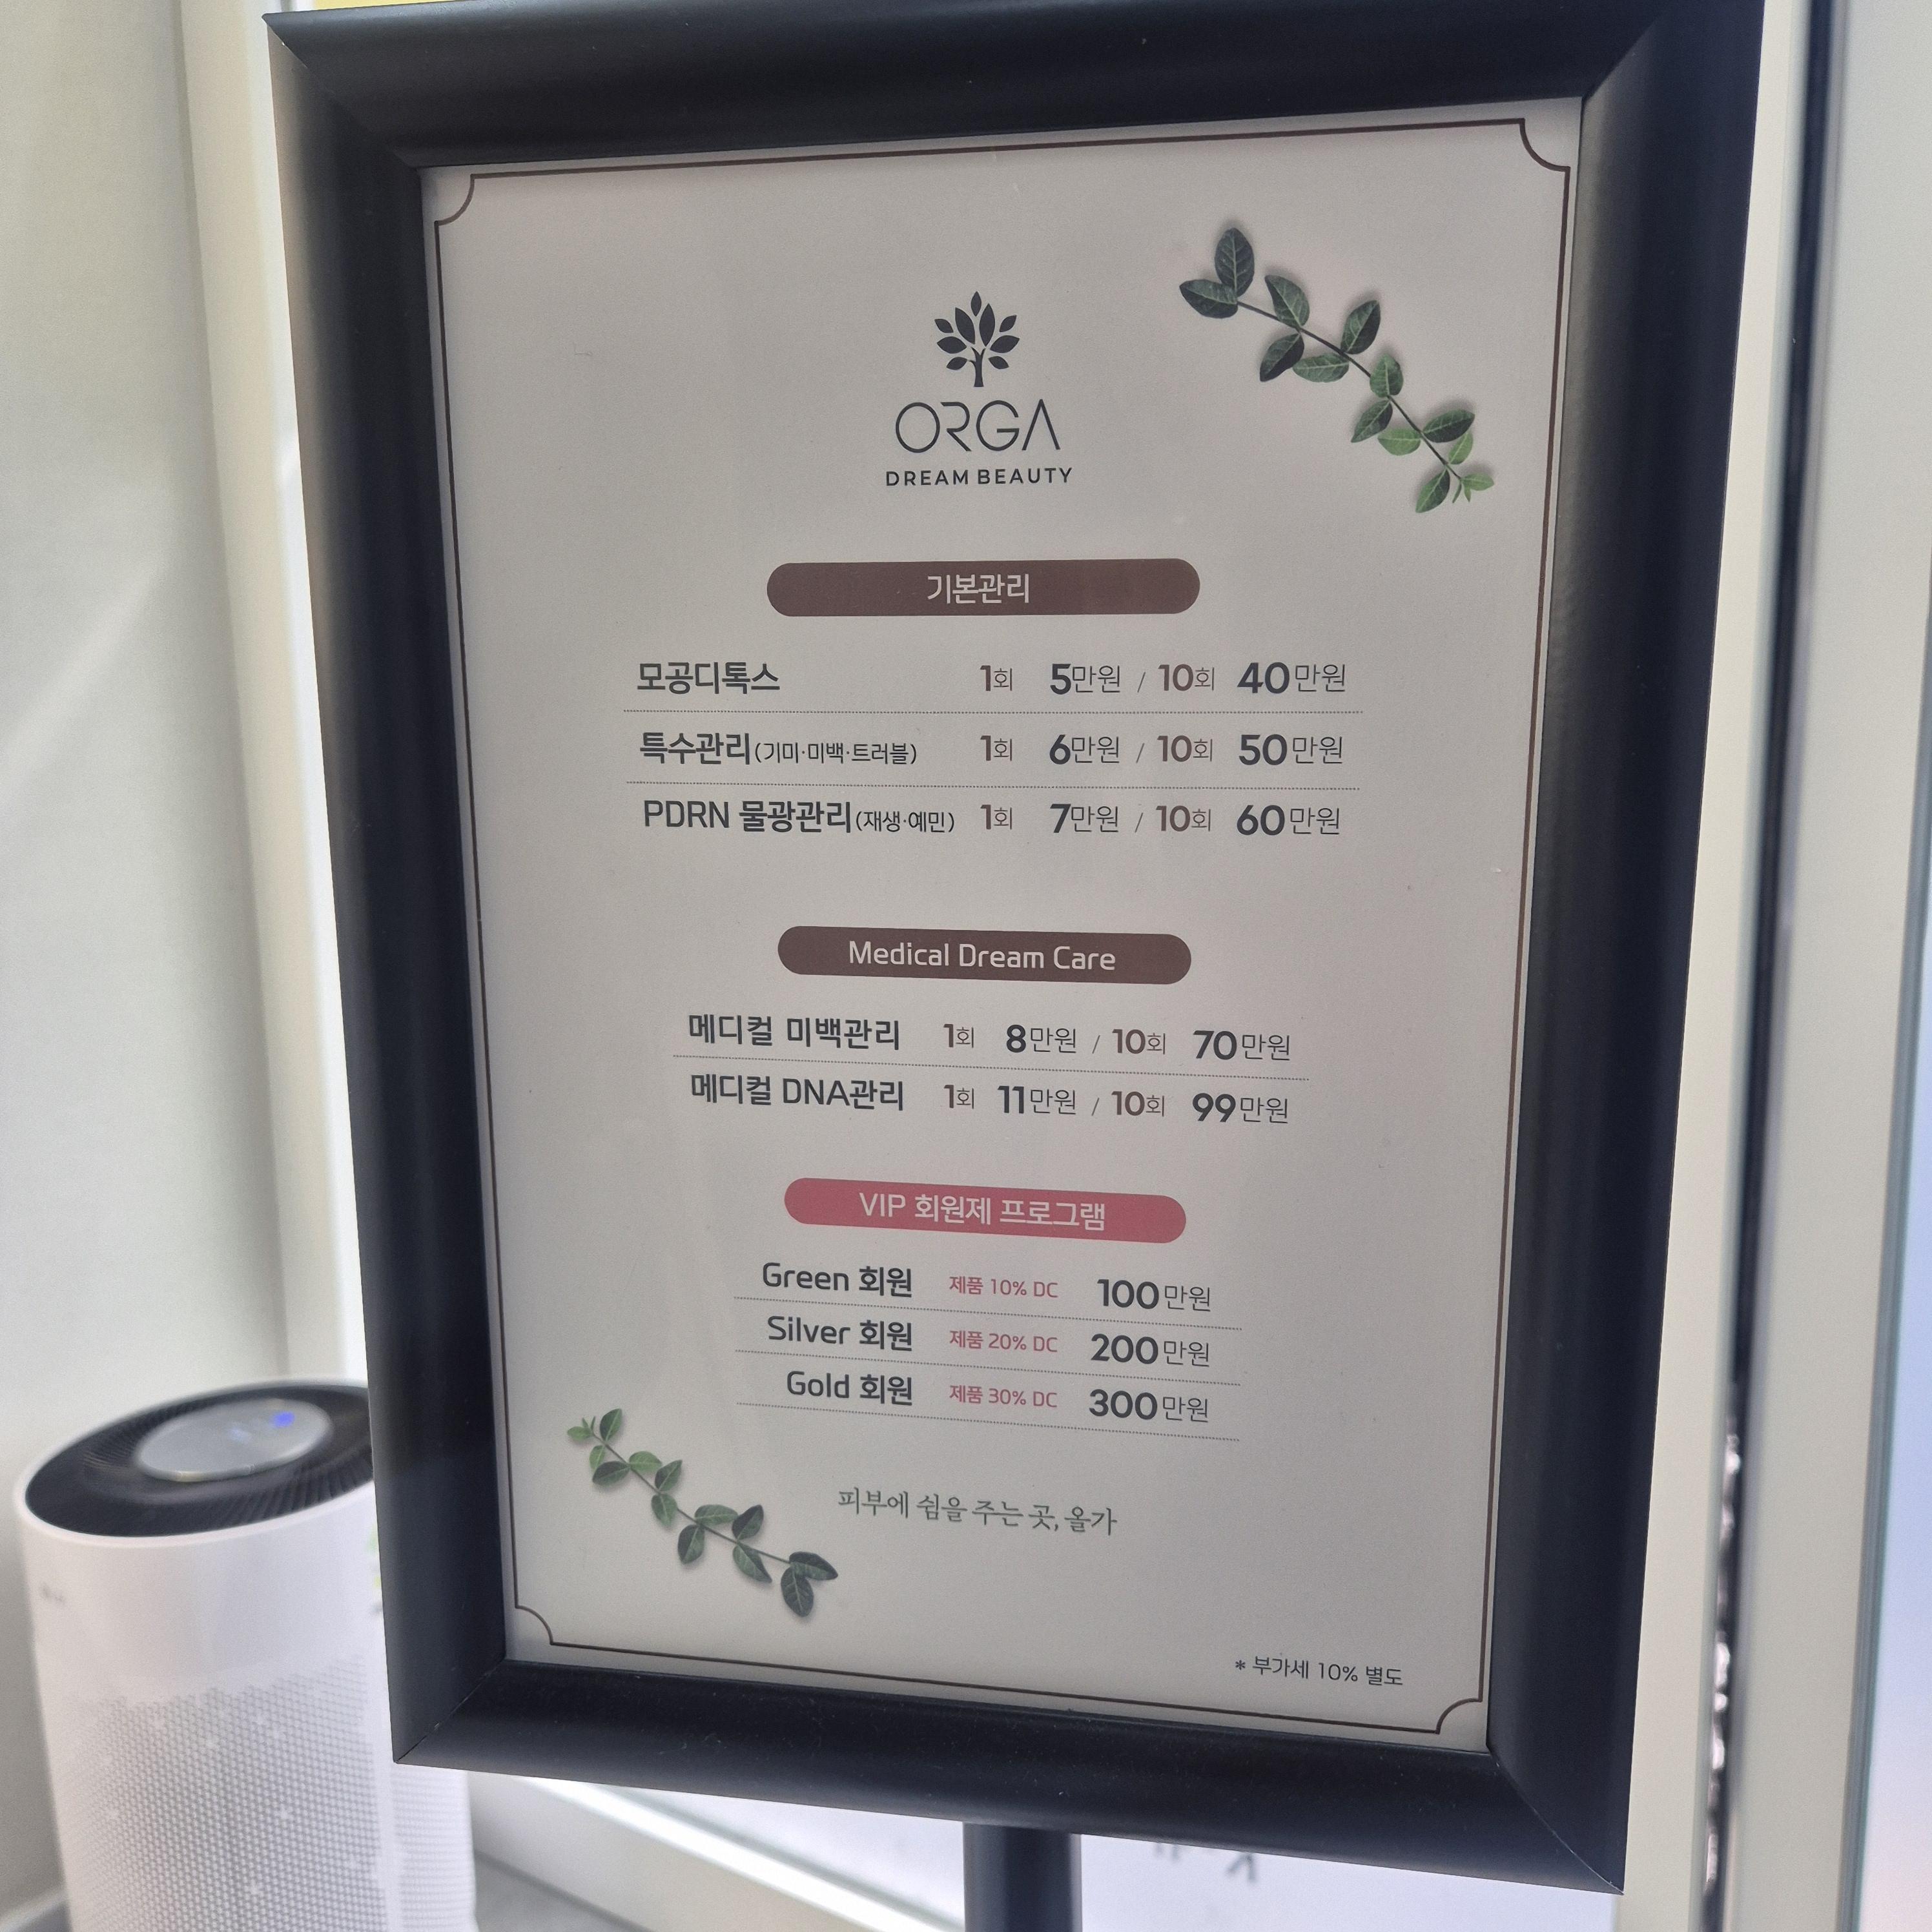 ORGA
DREAM BEAUTY
기본관리
모공디톡스 1회 5만원 / 10회 40만원
특수관리(기미·미백·트러블) 1회 6만원 / 10회 50만원
PDRN 물광관리(재생·예민) 1회 7만원 / 10회 60만원
Medical Dream Care
메디컬 미백관리 1회 8만원 / 10회 70만원
메디컬 DNA관리 1회 11만원 / 10회 99만원
VIP 회원제 프로그램
Green 회원 제품 10% DC 100만원
Silver 회원 제품 20% DC 200만원
Gold 회원 제품 30% DC 300만원
피부에 쉼을 주는 곳, 올가
* 부가세 10% 별도